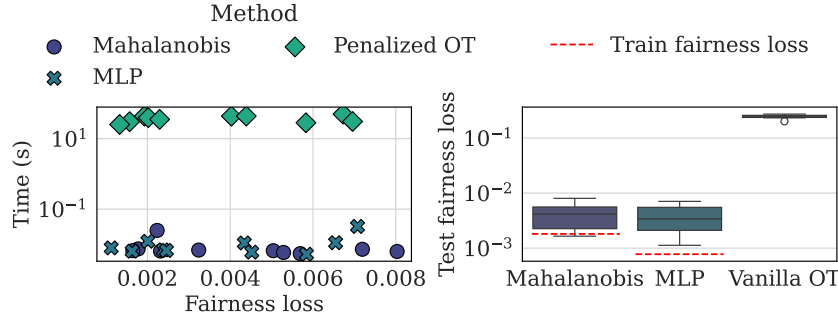 Method
Mahalanobis
Penalized OT
Train fairness loss
MLP
Time (s)
10^1
10^−1
0.002 0.004 0.006 0.008
Fairness loss
Test fairness loss
10^−1
10^−2
10^−3
Mahalanobis MLP Vanilla OT